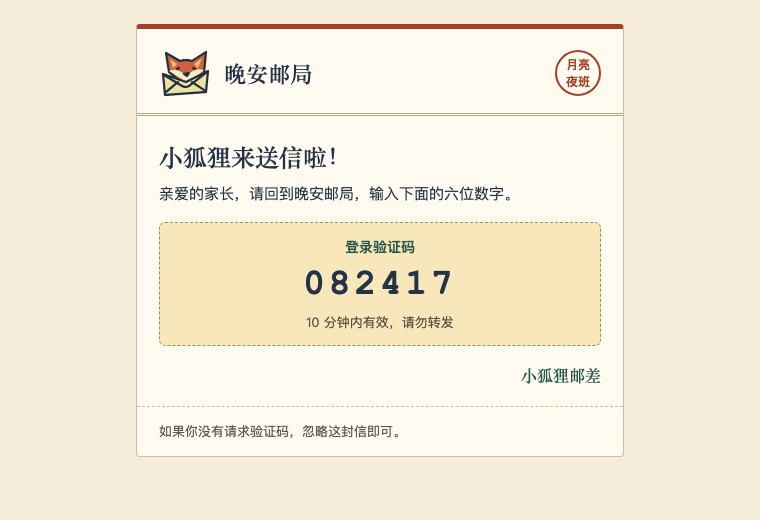 晚安邮局
月亮
夜班
小狐狸来送信啦！
亲爱的家长，请回到晚安邮局，输入下面的六位数字。
登录验证码
082417
10 分钟内有效，请勿转发
小狐狸邮差
如果你没有请求验证码，忽略这封信即可。